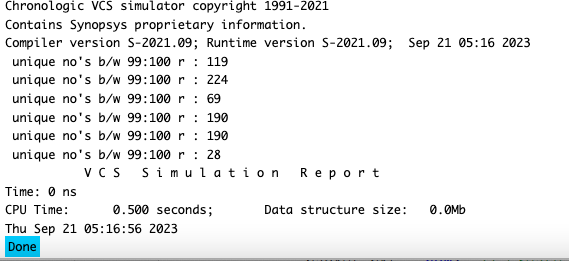 Chronologic VCS simulator copyright 1991-2021
Contains Synopsys proprietary information.
Compiler version S-2021.09; Runtime version S-2021.09;  Sep 21 05:16 2023
unique no's b/w 99:100 r : 119
unique no's b/w 99:100 r : 224
unique no's b/w 99:100 r : 69
unique no's b/w 99:100 r : 190
unique no's b/w 99:100 r : 190
unique no's b/w 99:100 r : 28
V C S   S i m u l a t i o n   R e p o r t
Time: 0 ns
CPU Time:      0.500 seconds;       Data structure size:   0.0Mb
Thu Sep 21 05:16:56 2023
Done